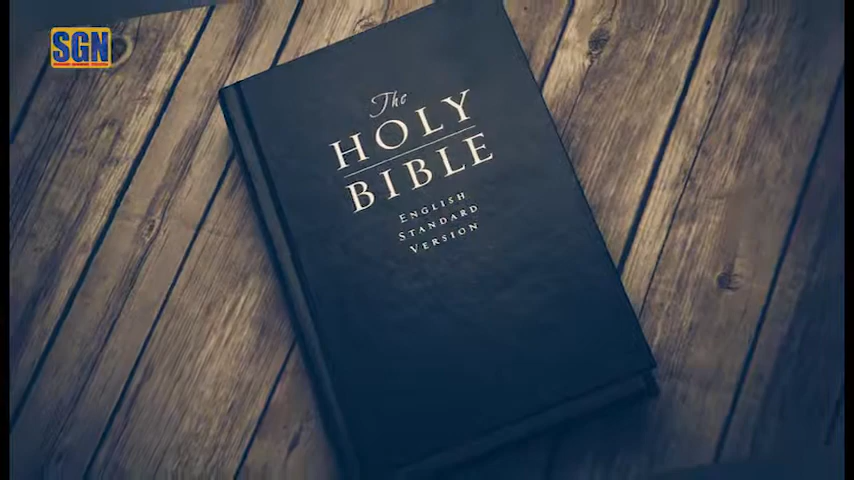 SGN
The
HOLY
BIBLE
ENGLISH
STANDARD
VERSION